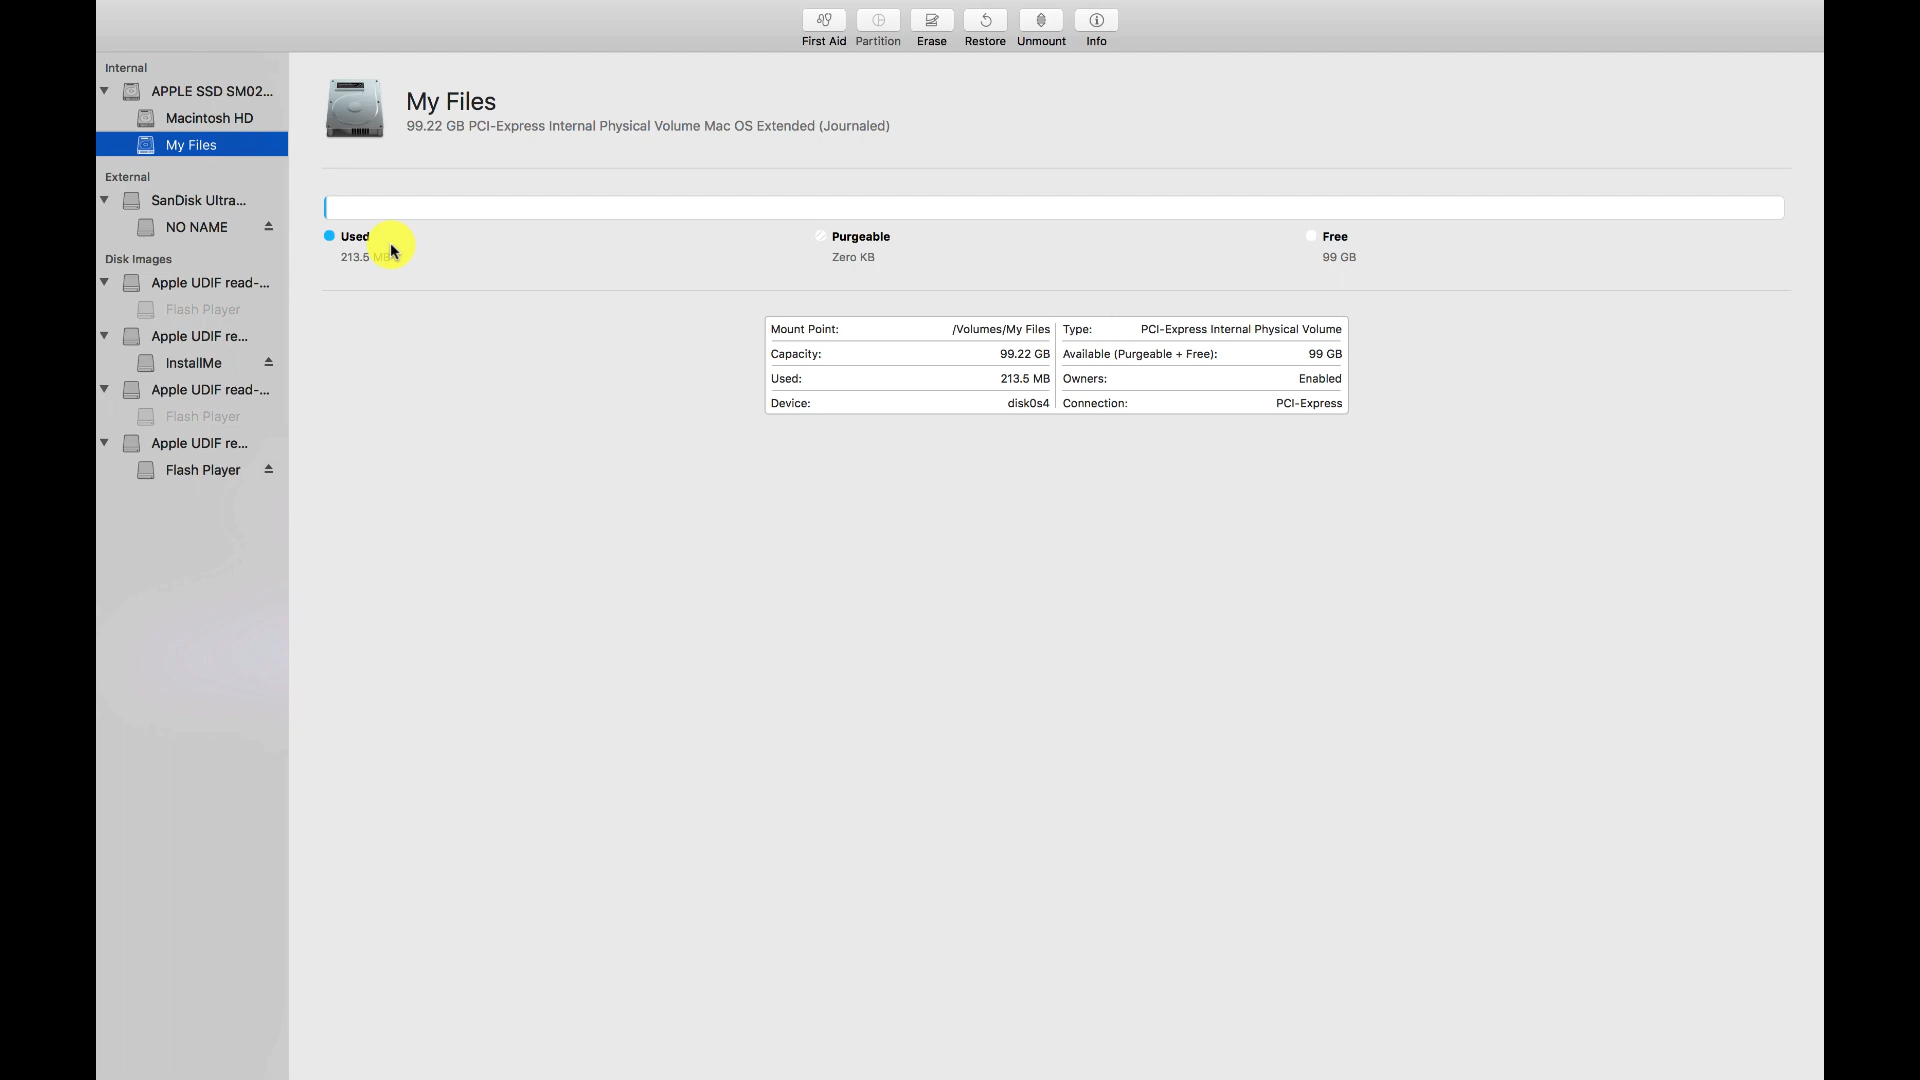 First Aid
Partition
Erase
Restore
Unmount
Info
Internal
APPLE SSD SM02...
Macintosh HD
My Files
External
SanDisk Ultra...
NO NAME
Disk Images
Apple UDIF read-...
Flash Player
Apple UDIF re...
InstallMe
Apple UDIF read-...
Flash Player
Apple UDIF re...
Flash Player
My Files
99.22 GB PCI-Express Internal Physical Volume Mac OS Extended (Journaled)
Used
213.5 MB
Purgeable
Zero KB
Free
99 GB
Mount Point: /Volumes/My Files
Type: PCI-Express Internal Physical Volume
Capacity: 99.22 GB
Available (Purgeable + Free): 99 GB
Used: 213.5 MB
Owners: Enabled
Device: disk0s4
Connection: PCI-Express